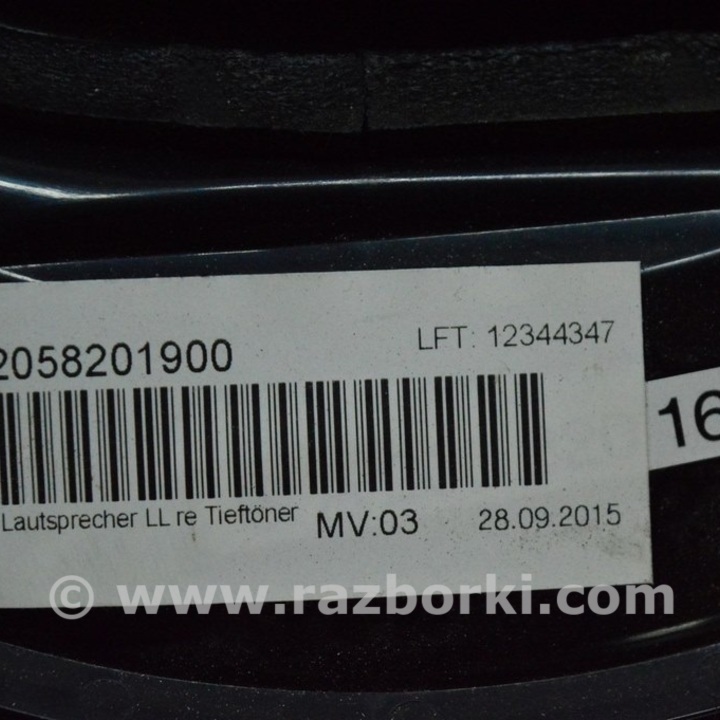 2058201900
LFT: 12344347
16
Lautsprecher LL re Tieftöner
MV:03
28.09.2015
© www.razborki.com